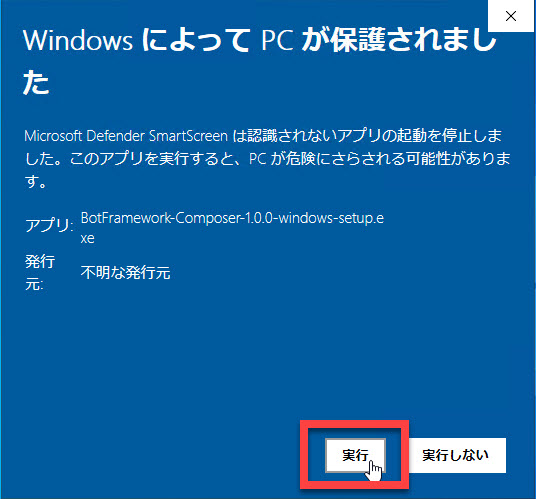 Windows によって PC が保護されまし
た
Microsoft Defender SmartScreen は認識されないアプリの起動を停止しま
した。このアプリを実行すると、PC が危険にさらされる可能性がありま
す。
アプリ: BotFramework-Composer-1.0.0-windows-setup.e
xe
発行
元: 不明な発行元
実行 実行しない